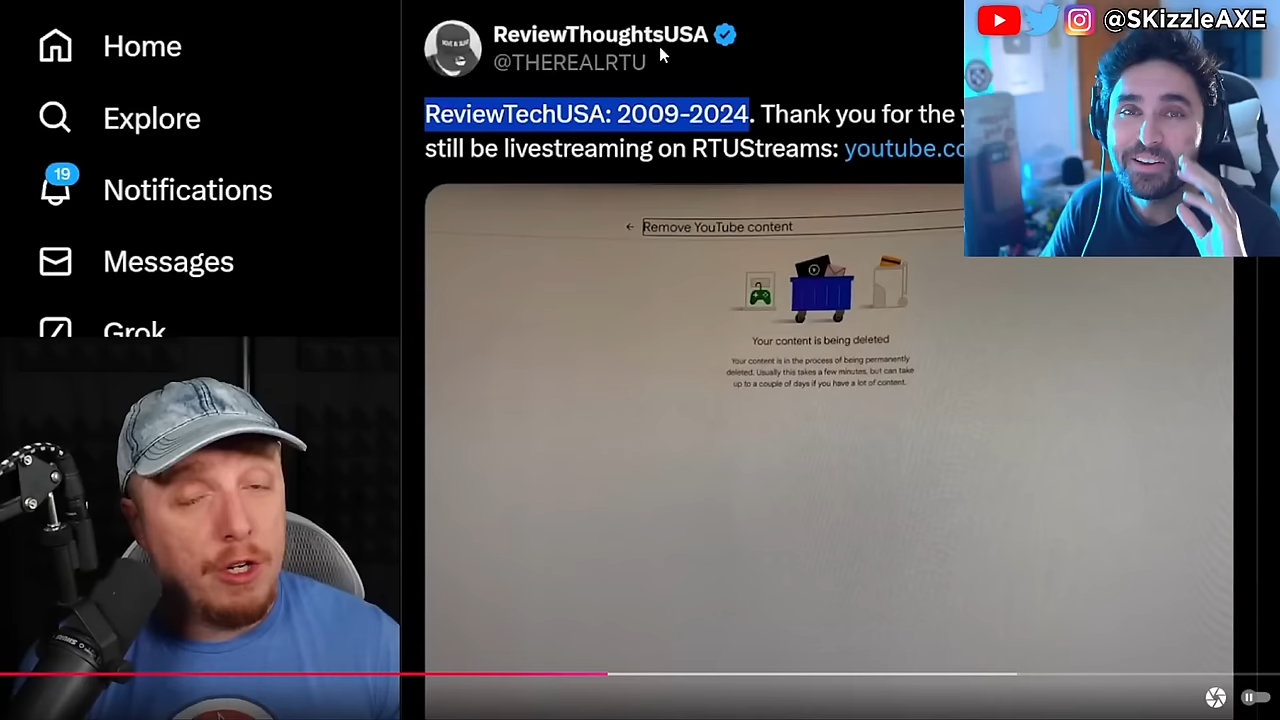 Home
Explore
19
Notifications
Messages
Grok
ReviewThoughtsUSA
@THEREALRTU
ReviewTechUSA: 2009-2024. Thank you for the
still be livestreaming on RTUStreams: youtube.co
← Remove YouTube content
Your content is being deleted
Your content is in the process of being permanently
deleted. Usually this takes a few minutes, but can take
up to a couple of days if you have a lot of content.
@SKizzleAXE
SHURE